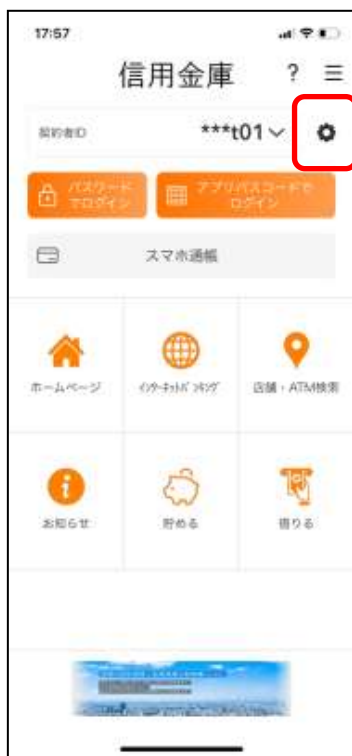 17:57
信用金庫 ? ☰
契約者ID ***t01
パスワードでログイン
アプリパスコードでログイン
スマホ通帳
ホームページ インターネットバンキング 店舗・ATM検索
お知らせ 貯める 借りる